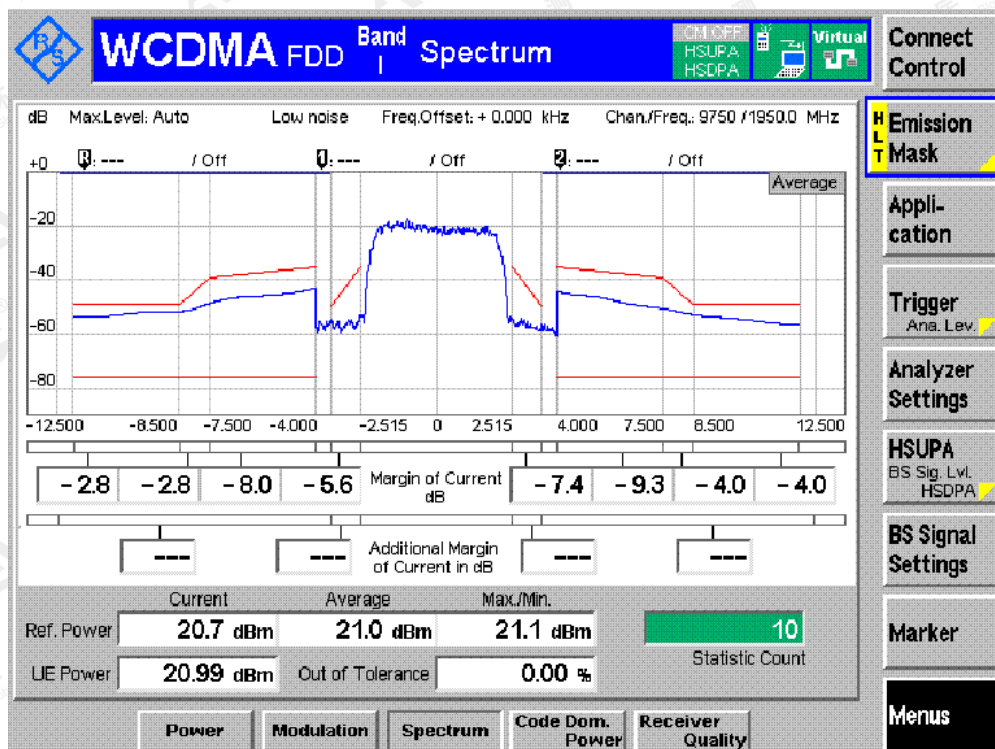 R/S
WCDMA FDD Band I Spectrum
CH OFF
HSUPA
HSDPA
Virtual
Connect
Control
dB Max.Level: Auto Low noise Freq.Offset: + 0.000 kHz Chan./Freq.: 9750 / 1950.0 MHz
HLT
Emission
Mask
+0 R: --- / Off 1: --- / Off 2: --- / Off
Average
-20
-40
-60
-80
-12.500 -8.500 -7.500 -4.000 -2.515 0 2.515 4.000 7.500 8.500 12.500
Appli-
cation
Trigger
Ana. Lev.
Analyzer
Settings
HSUPA
BS Sig. Lvl.
HSDPA
-2.8 -2.8 -8.0 -5.6 Margin of Current dB -7.4 -9.3 -4.0 -4.0
--- --- Additional Margin of Current in dB --- ---
BS Signal
Settings
Current Average Max./Min.
Ref. Power 20.7 dBm 21.0 dBm 21.1 dBm 10
Statistic Count
UE Power 20.99 dBm Out of Tolerance 0.00 %
Marker
Menus
Power Modulation Spectrum Code Dom. Power Receiver Quality